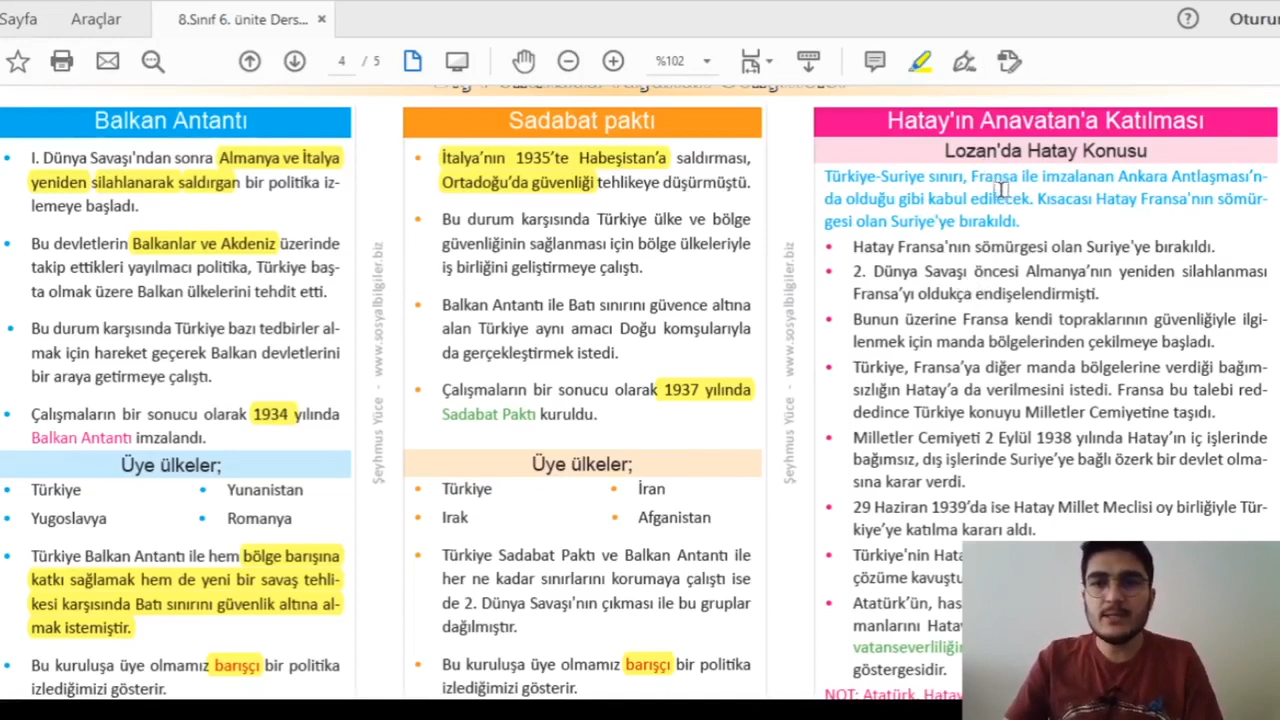 Sayfa
Araçlar
8.Sınıf 6. ünite Ders...
×
?
Oturun
4 / 5
%102
Balkan Antantı
I. Dünya Savaşı'ndan sonra Almanya ve İtalya
yeniden silahlanarak saldırgan bir politika iz-
lemeye başladı.
Bu devletlerin Balkanlar ve Akdeniz üzerinde
takip ettikleri yayılmacı politika, Türkiye baş-
ta olmak üzere Balkan ülkelerini tehdit etti.
Bu durum karşısında Türkiye bazı tedbirler al-
mak için hareket geçerek Balkan devletlerini
bir araya getirmeye çalıştı.
Çalışmaların bir sonucu olarak 1934 yılında
Balkan Antantı imzalandı.
Üye ülkeler;
Türkiye
Yunanistan
Yugoslavya
Romanya
Türkiye Balkan Antantı ile hem bölge barışına
katkı sağlamak hem de yeni bir savaş tehli-
kesi karşısında Batı sınırını güvenlik altına al-
mak istemiştir.
Bu kuruluşa üye olmamız barışçı bir politika
izlediğimizi gösterir.
Şeyhmus Yüce - www.sosyalbilgiler.biz
Sadabat paktı
İtalya'nın 1935'te Habeşistan'a saldırması,
Ortadoğu'da güvenliği tehlikeye düşürmüştü.
Bu durum karşısında Türkiye ülke ve bölge
güvenliğinin sağlanması için bölge ülkeleriyle
iş birliğini geliştirmeye çalıştı.
Balkan Antantı ile Batı sınırını güvence altına
alan Türkiye aynı amacı Doğu komşularıyla
da gerçekleştirmek istedi.
Çalışmaların bir sonucu olarak 1937 yılında
Sadabat Paktı kuruldu.
Üye ülkeler;
Türkiye
İran
Irak
Afganistan
Türkiye Sadabat Paktı ve Balkan Antantı ile
her ne kadar sınırlarını korumaya çalıştı ise
de 2. Dünya Savaşı'nın çıkması ile bu gruplar
dağılmıştır.
Bu kuruluşa üye olmamız barışçı bir politika
izlediğimizi gösterir.
Şeyhmus Yüce - www.sosyalbilgiler.biz
Hatay'ın Anavatan'a Katılması
Lozan'da Hatay Konusu
Türkiye-Suriye sınırı, Fransa ile imzalanan Ankara Antlaşması'n-
da olduğu gibi kabul edilecek. Kısacası Hatay Fransa'nın sömür-
gesi olan Suriye'ye bırakıldı.
Hatay Fransa'nın sömürgesi olan Suriye'ye bırakıldı.
2. Dünya Savaşı öncesi Almanya'nın yeniden silahlanması
Fransa'yı oldukça endişelendirmişti.
Bunun üzerine Fransa kendi topraklarının güvenliğiyle ilgi-
lenmek için manda bölgelerinden çekilmeye başladı.
Türkiye, Fransa'ya diğer manda bölgelerine verdiği bağım-
sızlığın Hatay'a da verilmesini istedi. Fransa bu talebi red-
dedince Türkiye konuyu Milletler Cemiyetine taşıdı.
Milletler Cemiyeti 2 Eylül 1938 yılında Hatay'ın iç işlerinde
bağımsız, dış işlerinde Suriye'ye bağlı özerk bir devlet olma-
sına karar verdi.
29 Haziran 1939'da ise Hatay Millet Meclisi oy birliğiyle Tür-
kiye'ye katılma kararı aldı.
Türkiye'nin Hata
çözüme kavuştu
Atatürk'ün, has
manlarını Hata
vatanseverliğin
göstergesidir.
NOT: Atatürk, Hatay